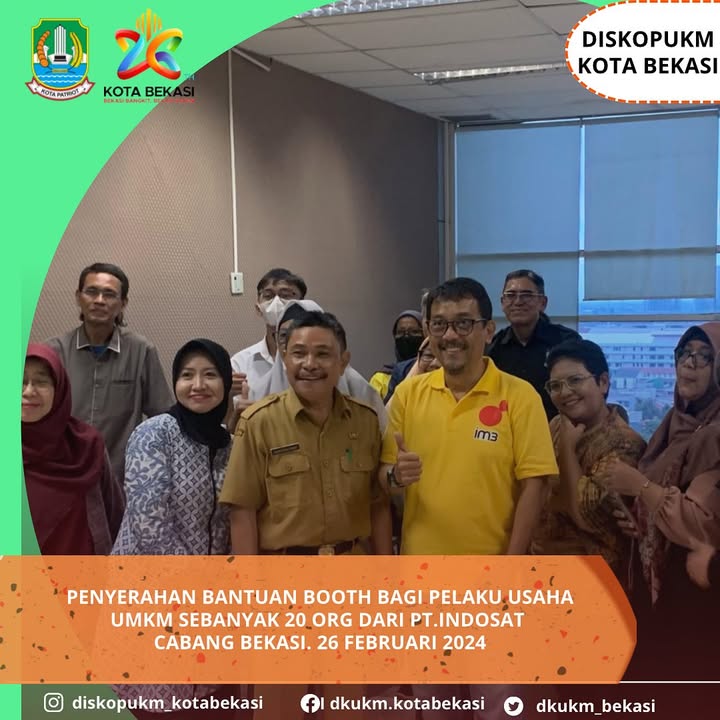 DISKOPUKM
KOTA BEKASI
KOTA PATRIOT
KOTA BEKASI
IM3
PENYERAHAN BANTUAN BOOTH BAGI PELAKU USAHA
UMKM SEBANYAK 20 ORG DARI PT.INDOSAT
CABANG BEKASI. 26 FEBRUARI 2024
diskopukm_kotabekasi
dkukm.kotabekasi
dkukm_bekasi